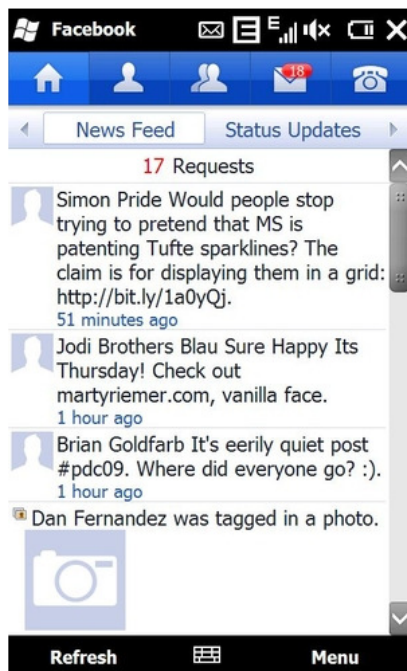 Facebook
E
E
18
News Feed Status Updates
17 Requests
Simon Pride Would people stop
trying to pretend that MS is
patenting Tufte sparklines? The
claim is for displaying them in a grid:
http://bit.ly/1a0yQj.
51 minutes ago
Jodi Brothers Blau Sure Happy Its
Thursday! Check out
martyriemer.com, vanilla face.
1 hour ago
Brian Goldfarb It's eerily quiet post
#pdc09. Where did everyone go? :).
1 hour ago
Dan Fernandez was tagged in a photo.
Refresh Menu